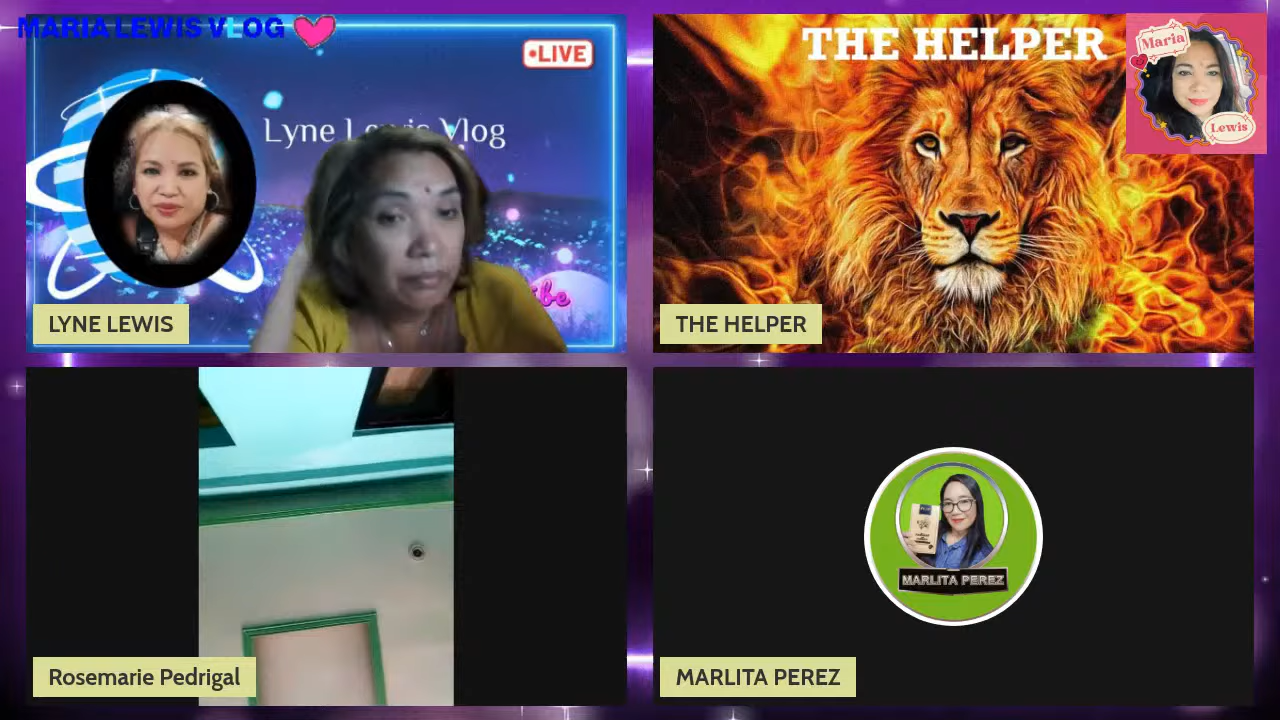 MARIA LEWIS VLOG
LIVE
Lyne Lewis Vlog
LYNE LEWIS
THE HELPER
Maria
Lewis
THE HELPER
Rosemarie Pedrigal
MARLITA PEREZ
MARLITA PEREZ